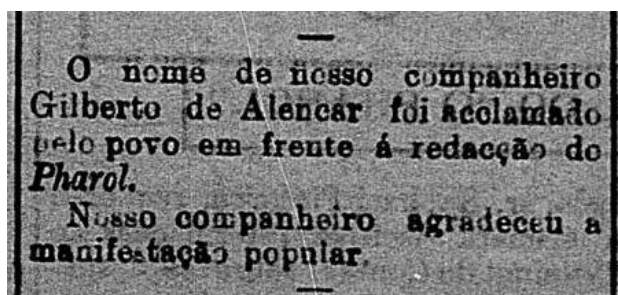 O nome de nosso companheiro
Gilberto de Alencar foi acclamado
pelo povo em frente á redacção do
Pharol.
Nosso companheiro agradeceu a
manifestação popular.